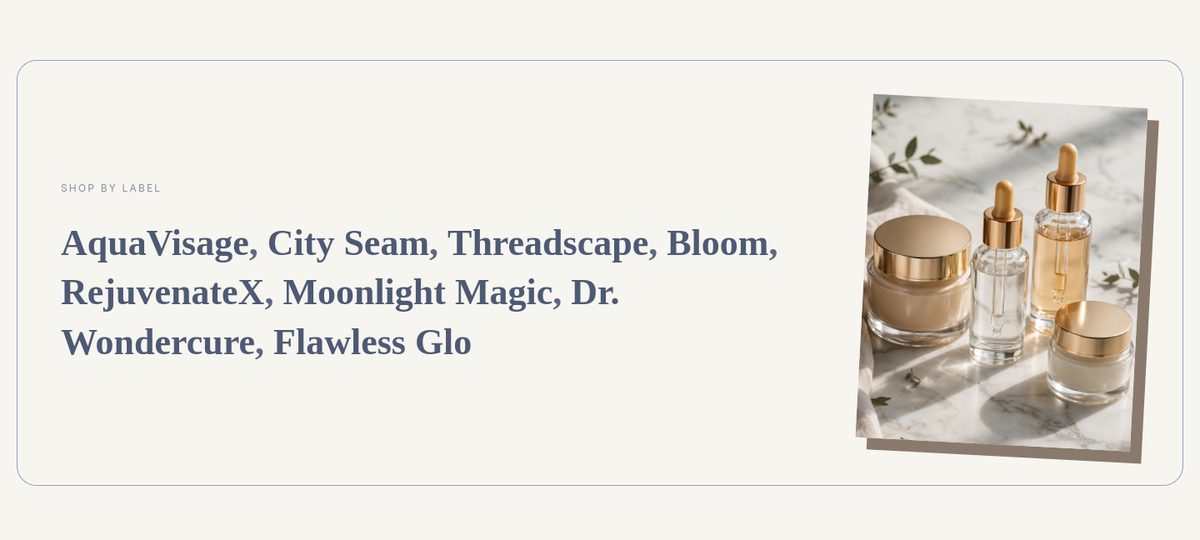 SHOP BY LABEL
AquaVisage, City Seam, Threadscape, Bloom,
RejuvenateX, Moonlight Magic, Dr.
Wondercure, Flawless Glo